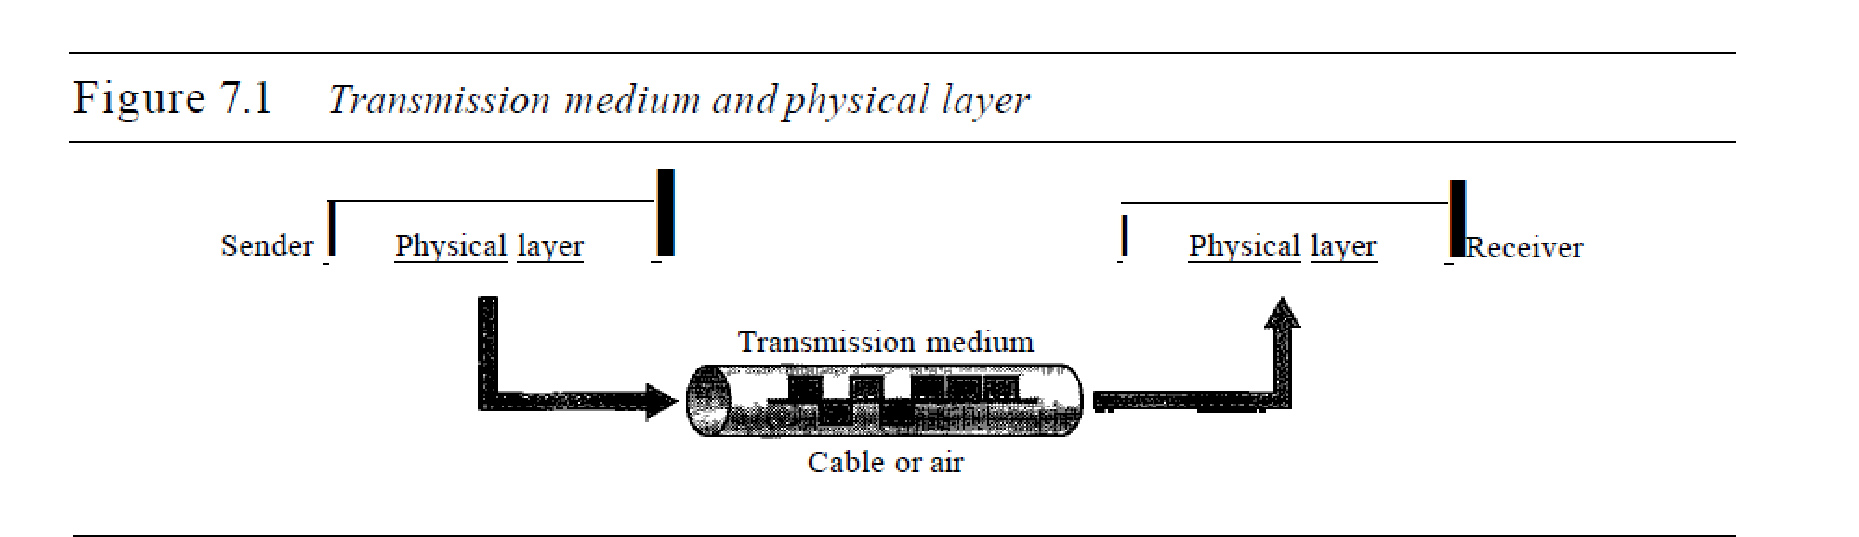 Figure 7.1 Transmission medium and physical layer
Sender Physical layer Physical layer Receiver
Transmission medium
Cable or air